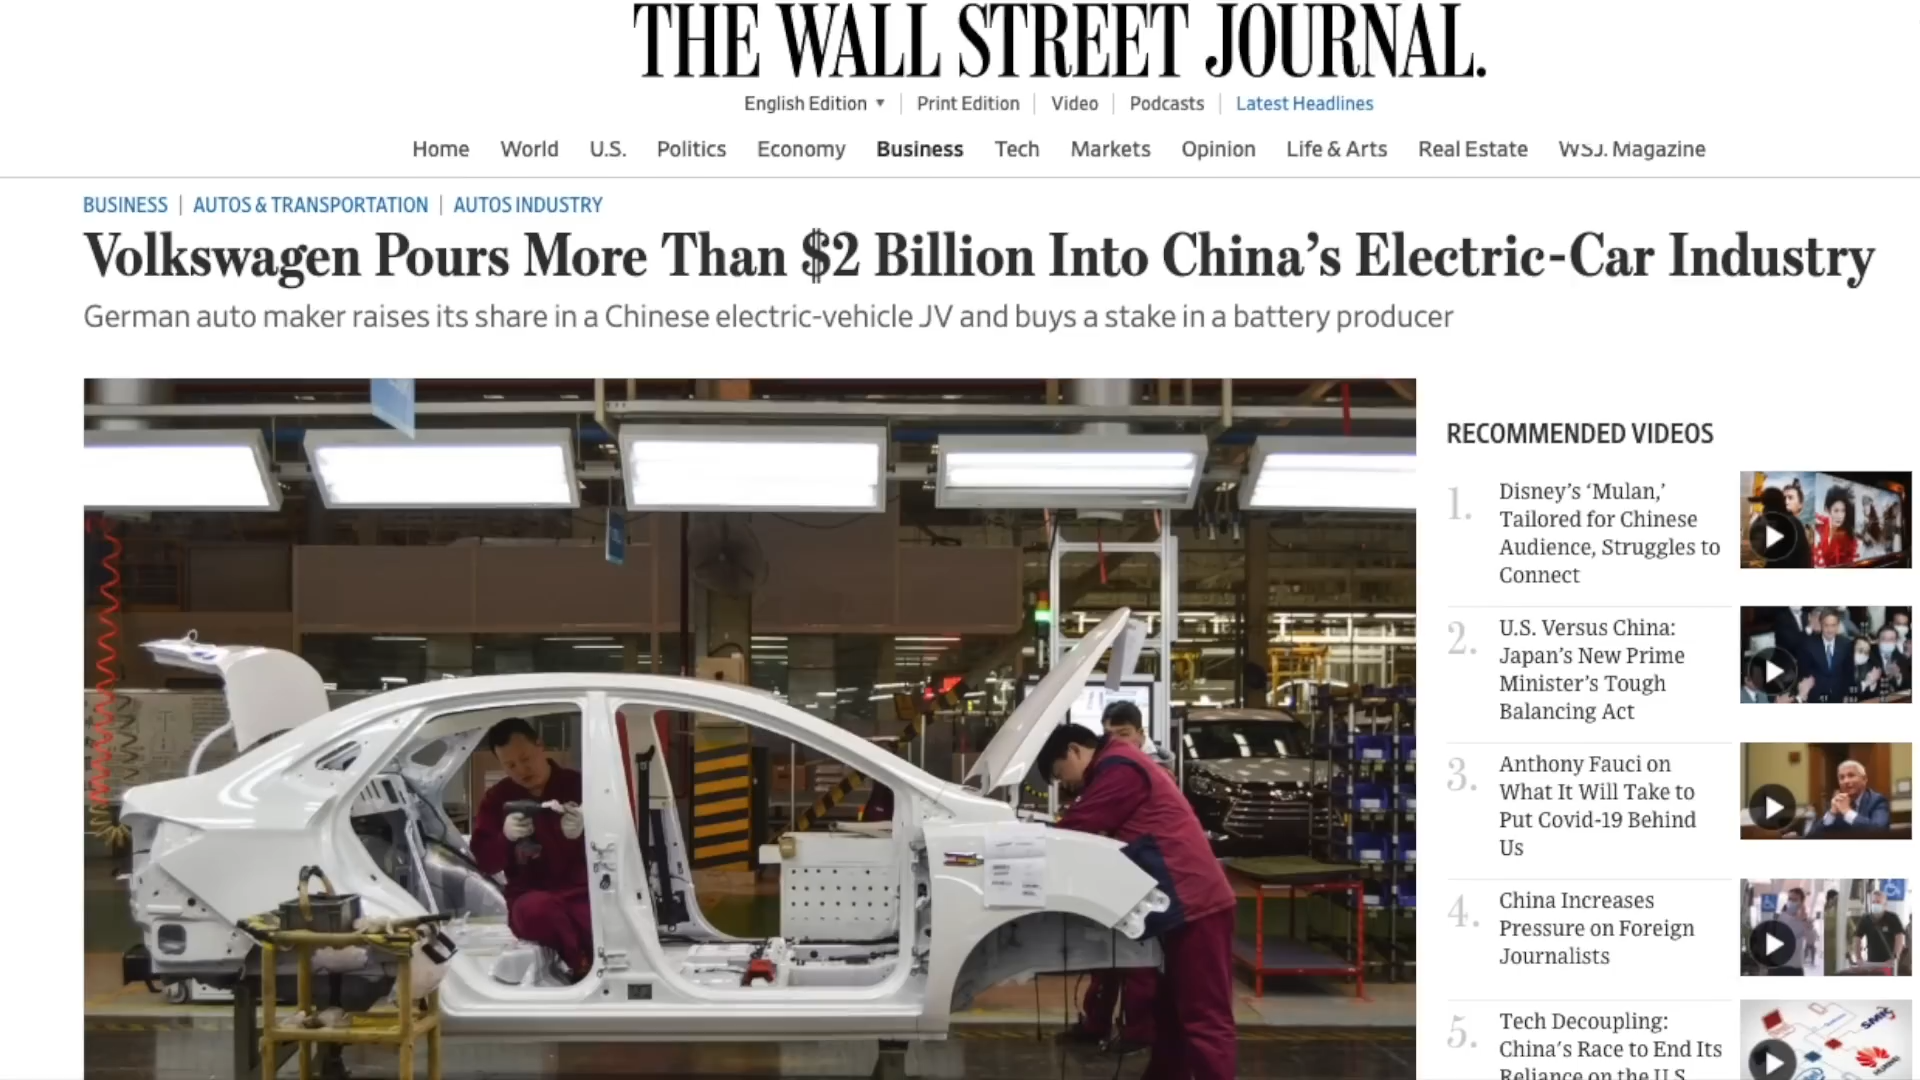 THE WALL STREET JOURNAL.
English Edition ▼ | Print Edition | Video | Podcasts | Latest Headlines
Home World U.S. Politics Economy Business Tech Markets Opinion Life & Arts Real Estate WSJ. Magazine
BUSINESS | AUTOS & TRANSPORTATION | AUTOS INDUSTRY
Volkswagen Pours More Than $2 Billion Into China’s Electric-Car Industry
German auto maker raises its share in a Chinese electric-vehicle JV and buys a stake in a battery producer
RECOMMENDED VIDEOS
1. Disney’s ‘Mulan,’
Tailored for Chinese
Audience, Struggles to
Connect
2. U.S. Versus China:
Japan’s New Prime
Minister’s Tough
Balancing Act
3. Anthony Fauci on
What It Will Take to
Put Covid-19 Behind
Us
4. China Increases
Pressure on Foreign
Journalists
5. Tech Decoupling:
China’s Race to End Its
Reliance on the U.S.
SMIC
HUAWEI